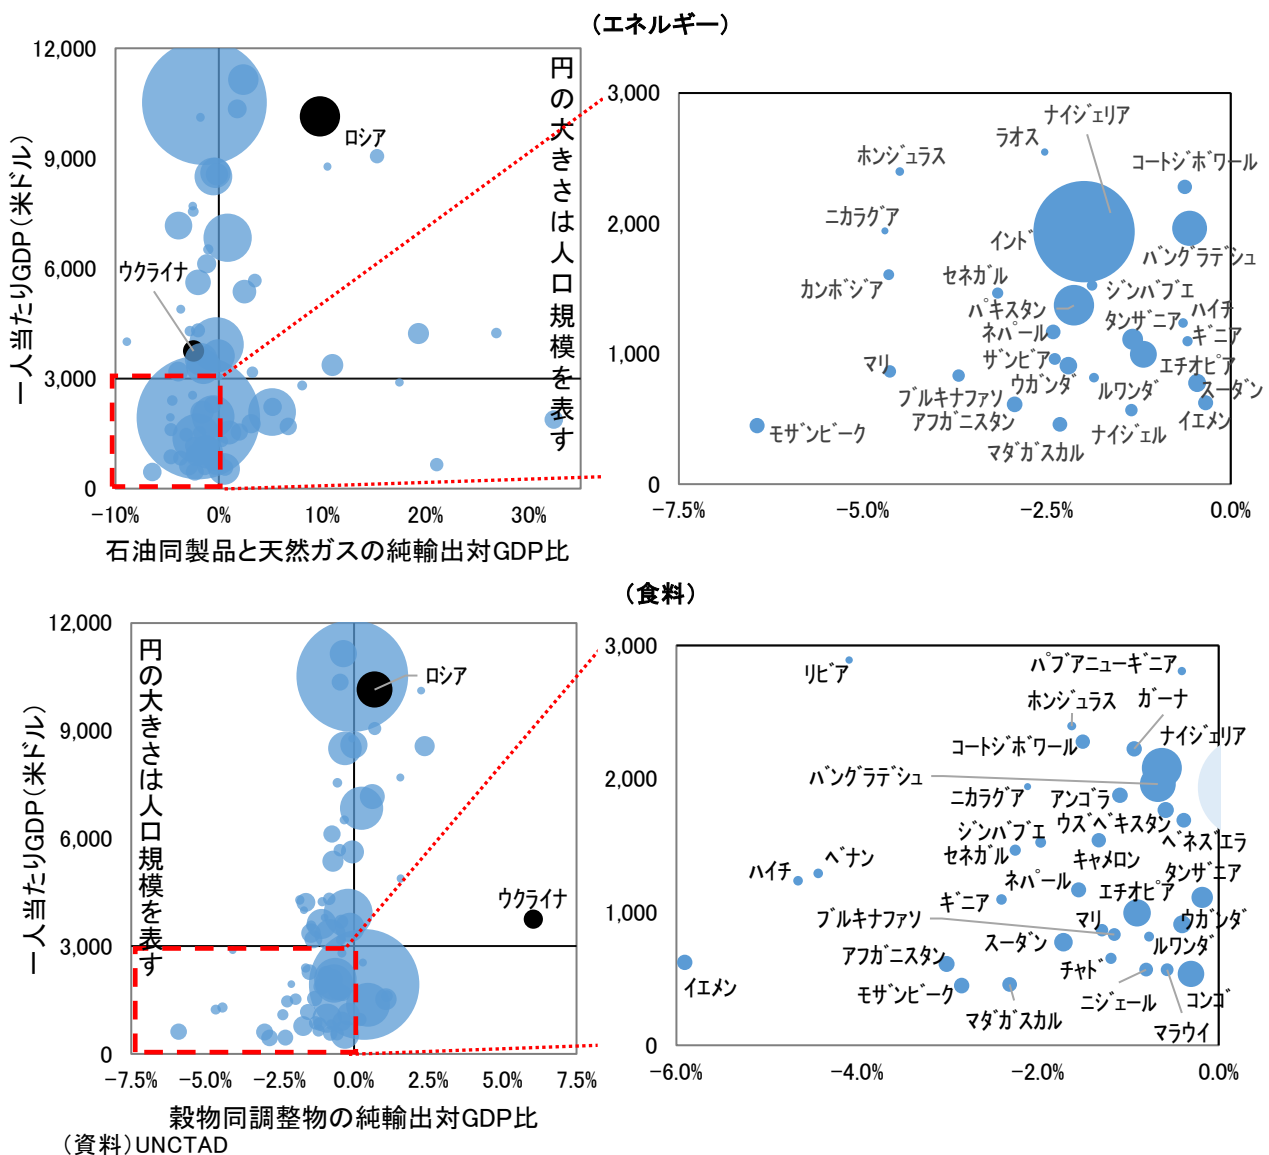 （エネルギー）
12,000
9,000
6,000
3,000
0
一人当たりGDP（米ドル）
ロシア
ウクライナ
円の大きさは人口規模を表す
-10%
0%
10%
20%
30%
石油同製品と天然ガスの純輸出対GDP比
3,000
2,000
1,000
0
ナイジェリア
ラオス
ホンジュラス
コートジボワール
ニカラグア
インド
バングラデシュ
カンボジア
セネガル
ジンバブエ
パキスタン
ハイチ
タンザニア
ネパール
ギニア
マリ
ザンビア
エチオピア
ブルキナファソ
ウガンダ
ルワンダ
スーダン
アフガニスタン
イエメン
モザンビーク
マダガスカル
ナイジェル
-7.5%
-5.0%
-2.5%
0.0%
（食料）
12,000
9,000
6,000
3,000
0
一人当たりGDP（米ドル）
円の大きさは人口規模を表す
ロシア
ウクライナ
-7.5%
-5.0%
-2.5%
0.0%
2.5%
5.0%
7.5%
穀物同調整物の純輸出対GDP比
3,000
2,000
1,000
0
リビア
パプアニューギニア
ホンジュラス
ガーナ
コートジボワール
ナイジェリア
バングラデシュ
ニカラグア
アンゴラ
ジンバブエ
ウズベキスタン
ベネズエラ
セネガル
キャメロン
ハイチ
ベナン
ネパール
タンザニア
ギニア
エチオピア
ブルキナファソ
マリ
ウガンダ
スーダン
ルワンダ
アフガニスタン
チャド
イエメン
モザンビーク
マダガスカル
ニジェール
コンゴ
マラウイ
-6.0%
-4.0%
-2.0%
0.0%
（資料）UNCTAD